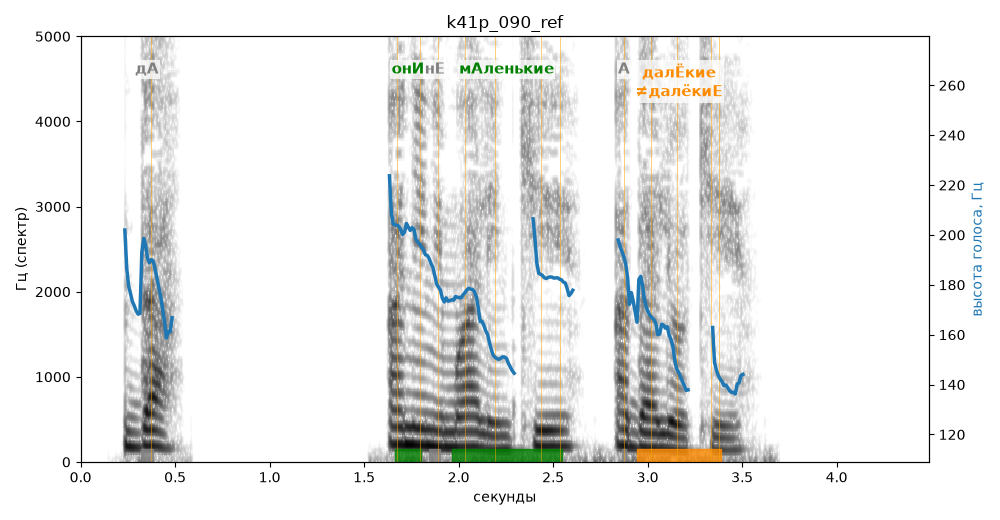 k41p_090_ref
5000
4000
3000
2000
1000
0
Гц (спектр)
дА
онИнЕ мАленькие А далЁкие
≠далёкиЕ
260
240
220
200
180
160
140
120
высота голоса, Гц
0.0 0.5 1.0 1.5 2.0 2.5 3.0 3.5 4.0
секунды